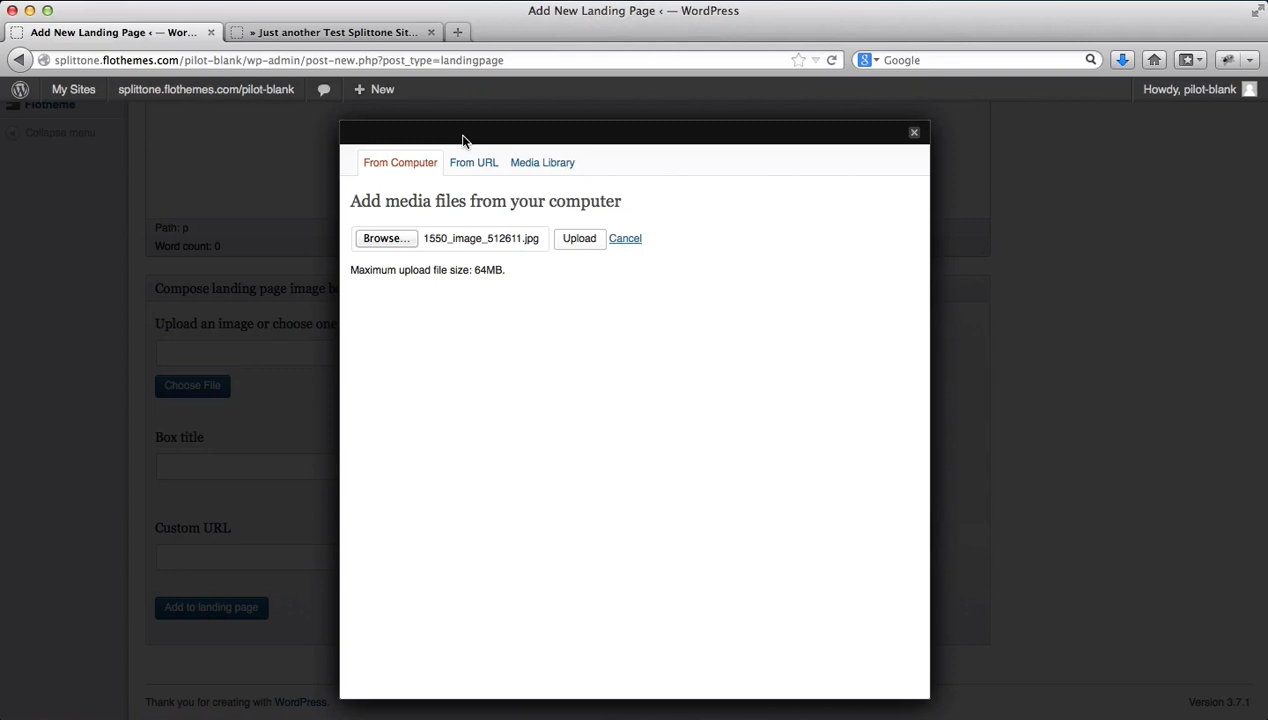 Add New Landing Page ‹ — WordPress
Add New Landing Page ‹ — Wor...
» Just another Test Splittone Sit...
splittone.flothemes.com/pilot-blank/wp-admin/post-new.php?post_type=landingpage
Google
My Sites
splittone.flothemes.com/pilot-blank
New
Howdy, pilot-blank
Flotheme
Collapse menu
From Computer
From URL
Media Library
Add media files from your computer
Path: p
Word count: 0
Browse...
1550_image_512611.jpg
Upload
Cancel
Maximum upload file size: 64MB.
Compose landing page image b
Upload an image or choose one
Choose File
Box title
Custom URL
Add to landing page
Thank you for creating with WordPress.
Version 3.7.1